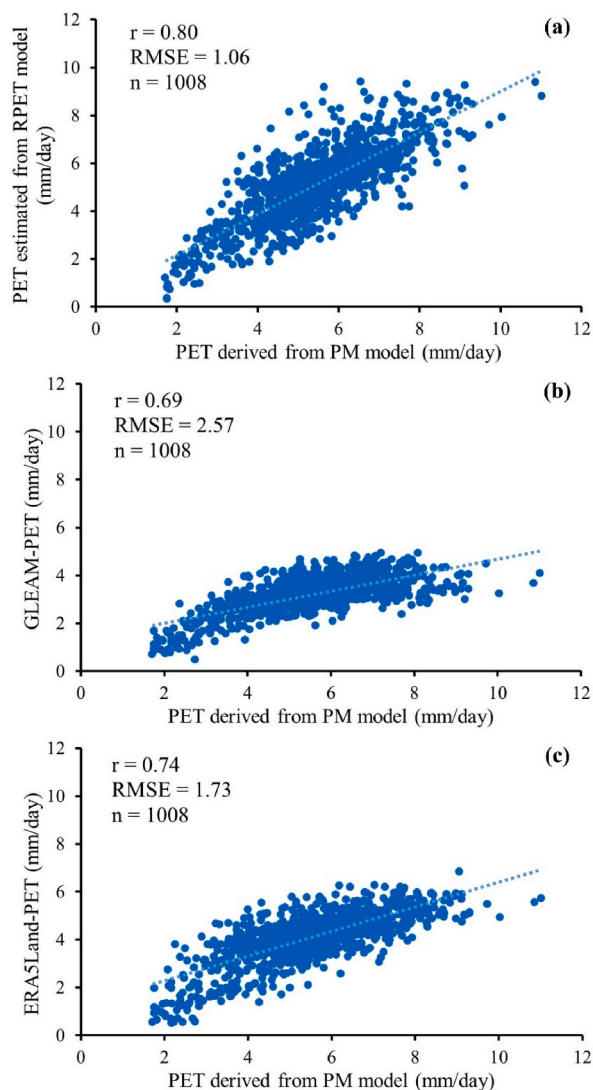 (a)
r = 0.80
RMSE = 1.06
n = 1008
12
10
8
6
4
2
0
PET estimated from RPET model
(mm/day)
0 2 4 6 8 10 12
PET derived from PM model (mm/day)
(b)
r = 0.69
RMSE = 2.57
n = 1008
12
10
8
6
4
2
0
GLEAM-PET (mm/day)
0 2 4 6 8 10 12
PET derived from PM model (mm/day)
(c)
r = 0.74
RMSE = 1.73
n = 1008
12
10
8
6
4
2
0
ERA5Land-PET (mm/day)
0 2 4 6 8 10 12
PET derived from PM model (mm/day)